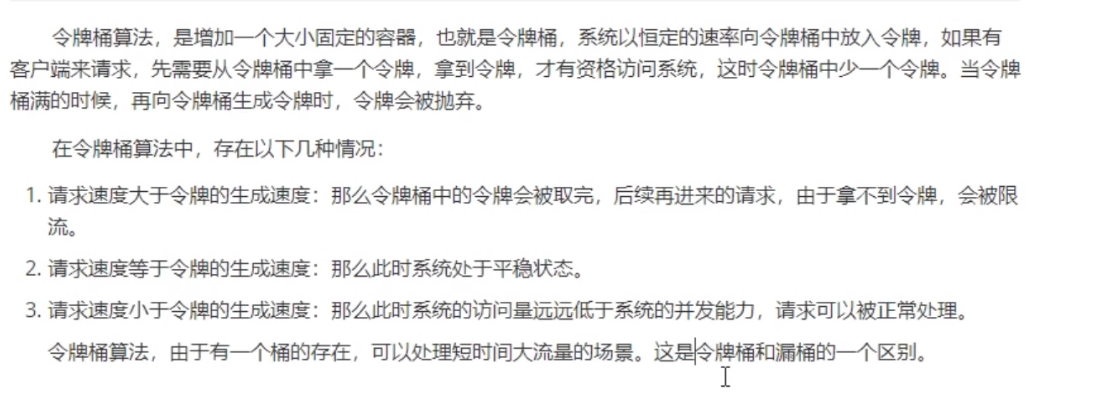 令牌桶算法，是增加一个大小固定的容器，也就是令牌桶，系统以恒定的速率向令牌桶中放入令牌，如果有
客户端来请求，先需要从令牌桶中拿一个令牌，拿到令牌，才有资格访问系统，这时令牌桶中少一个令牌。当令牌
桶满的时候，再向令牌桶生成令牌时，令牌会被抛弃。
在令牌桶算法中，存在以下几种情况：
1. 请求速度大于令牌的生成速度：那么令牌桶中的令牌会被取完，后续再进来的请求，由于拿不到令牌，会被限
流。
2. 请求速度等于令牌的生成速度：那么此时系统处于平稳状态。
3. 请求速度小于令牌的生成速度：那么此时系统的访问量远远低于系统的并发能力，请求可以被正常处理。
令牌桶算法，由于有一个桶的存在，可以处理短时间大流量的场景。这是令牌桶和漏桶的一个区别。